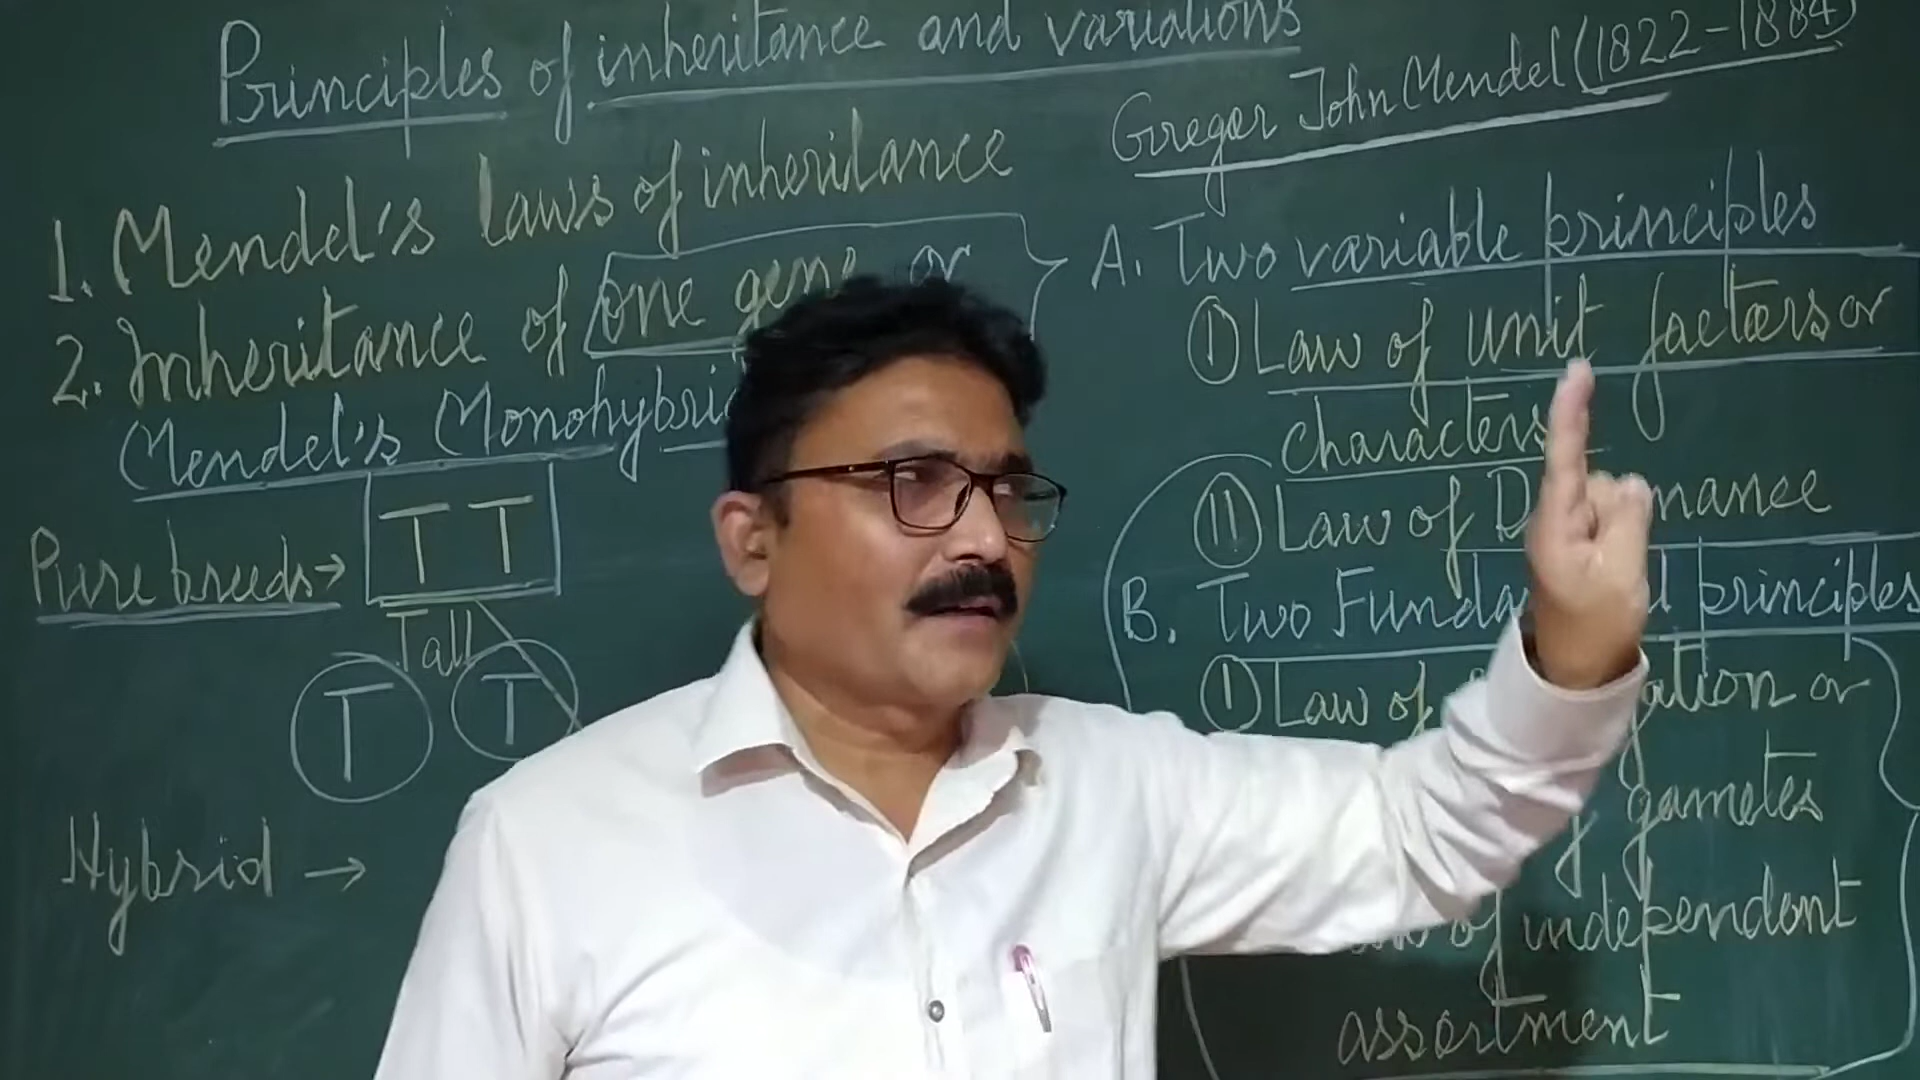 Principles of inheritance and variations
Gregor John Mendel (1822-1884)
1. Mendel's laws of inheritance
2. Inheritance of one gene or
Mendel's
Pure breeds→
TT
Tall
T T
Hybrid →
A. Two variable principles
I Law of unit factors or
characters
II Law of
B. Two principles
I Law of or
gametes
of independent
assortment